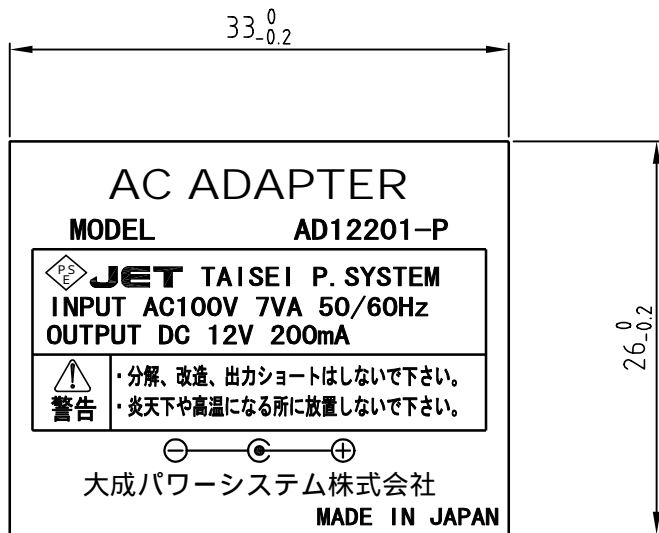 33 0 -0.2
AC ADAPTER
MODEL AD12201-P
PSE JET TAISEI P. SYSTEM
INPUT AC100V 7VA 50/60Hz
OUTPUT DC 12V 200mA
警告
・分解、改造、出力ショートはしないで下さい。
・炎天下や高温になる所に放置しないで下さい。
大成パワーシステム株式会社
MADE IN JAPAN
26 0 -0.2